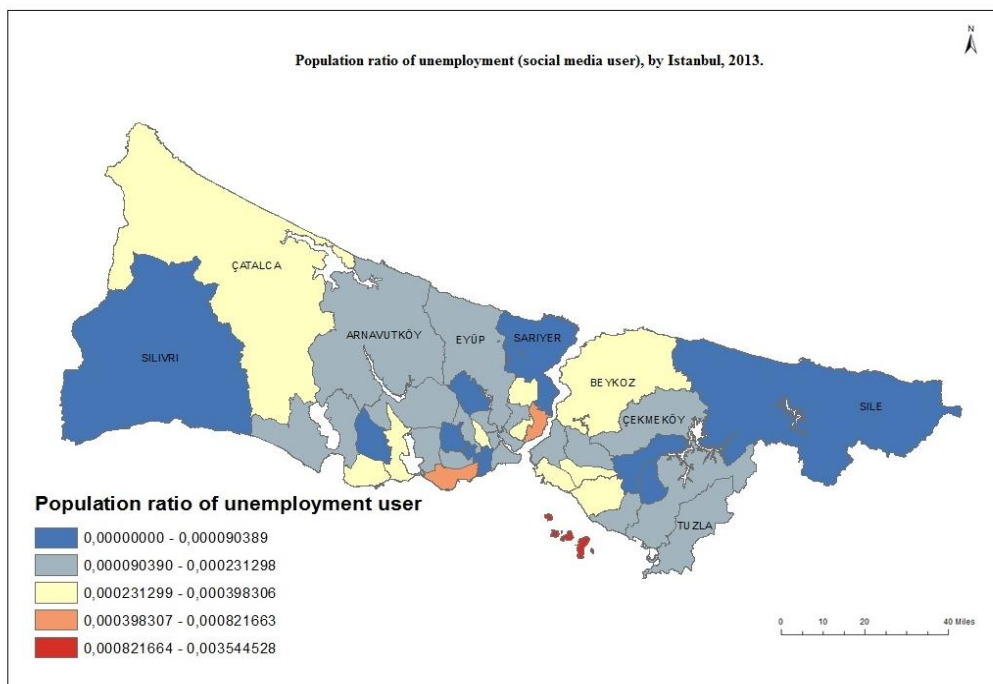 N
Population ratio of unemployment (social media user), by Istanbul, 2013.
ÇATALCA
SILIVRI
ARNAVUTKÖY
EYÜP
SARIYER
BEYKOZ
SILE
ÇEKMEKÖY
TUZLA
Population ratio of unemployment user
0,00000000 - 0,000090389
0,000090390 - 0,000231298
0,000231299 - 0,000398306
0,000398307 - 0,000821663
0,000821664 - 0,003544528
0 10 20 40 Miles